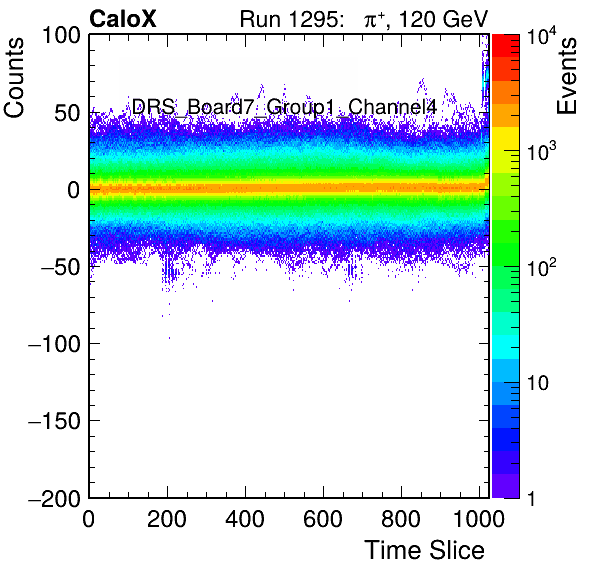 CaloX Run 1295: π⁺, 120 GeV
DRS_Board7_Group1_Channel4
Counts
100
50
0
−50
−100
−150
−200
0 200 400 600 800 1000
Time Slice
Events
10⁴
10³
10²
10
1